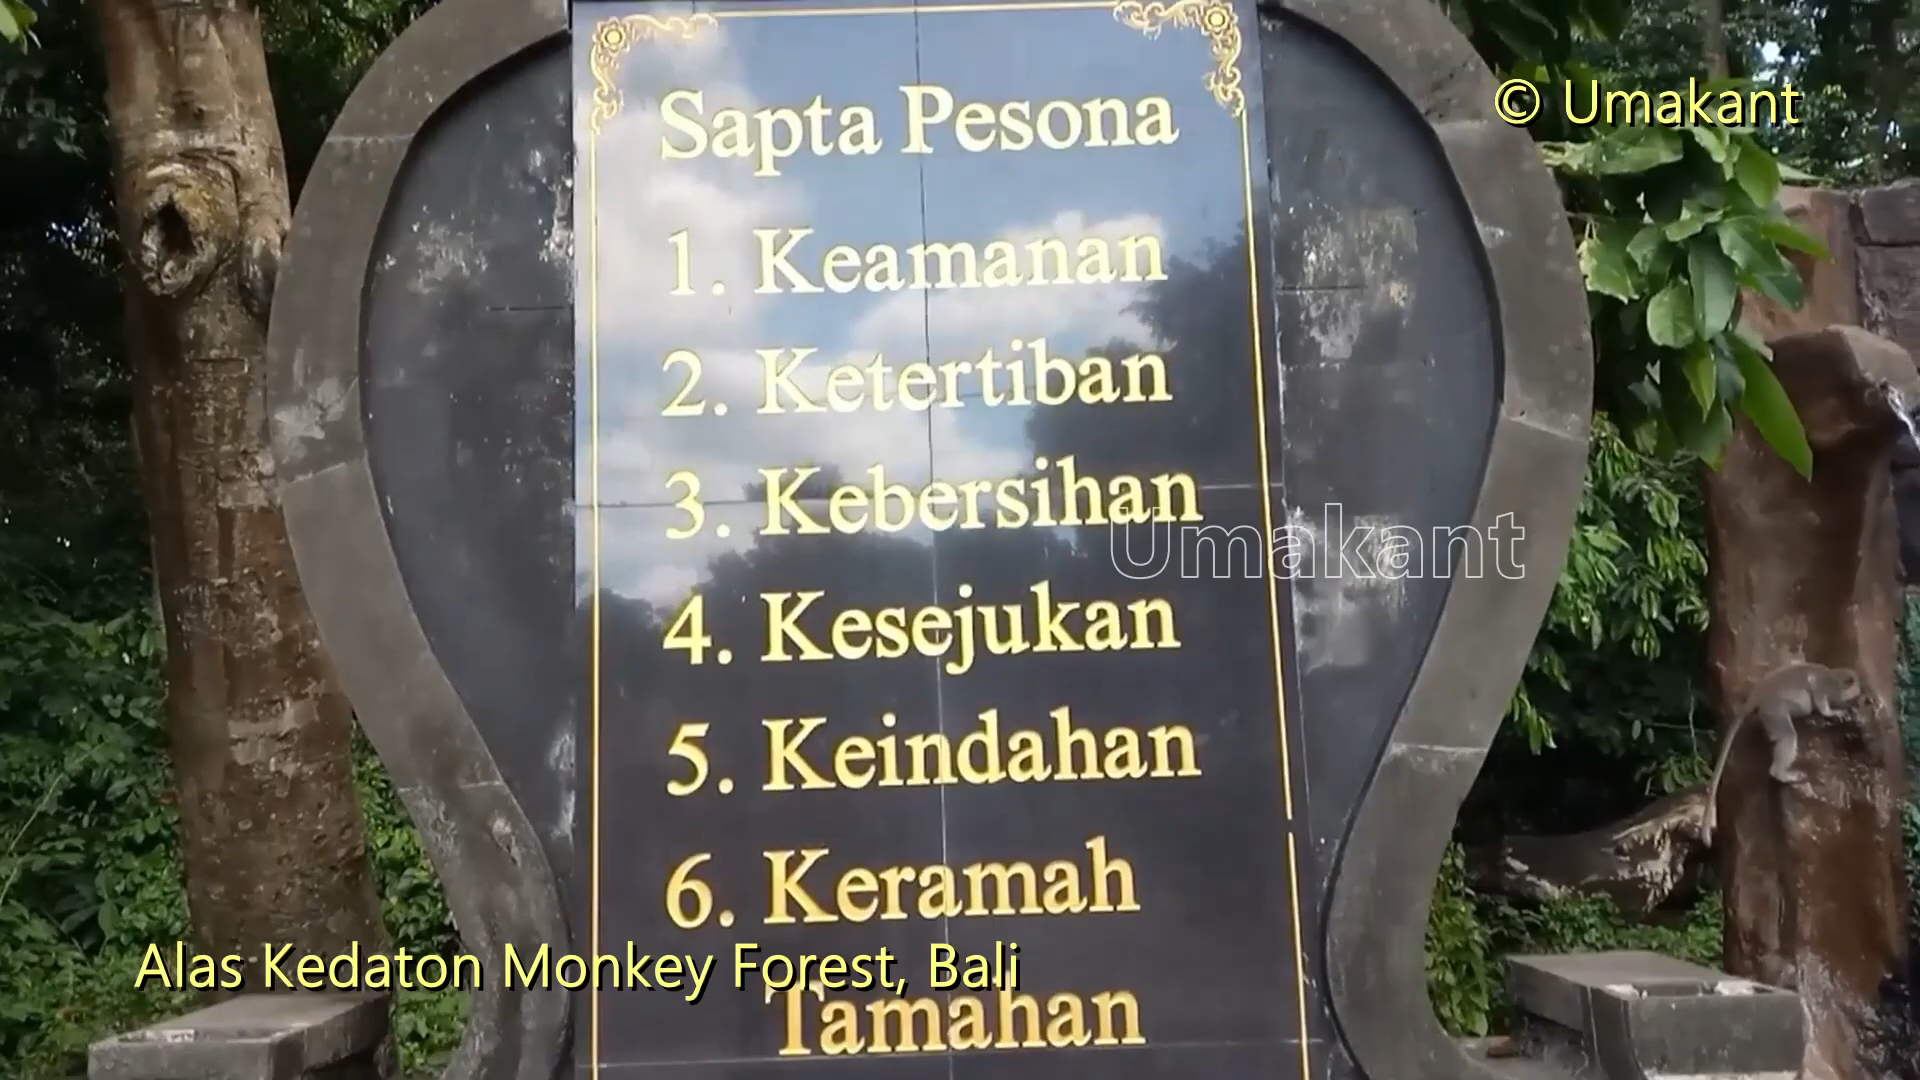 © Umakant
Sapta Pesona
1. Keamanan
2. Ketertiban
3. Kebersihan
Umakant
4. Kesejukan
5. Keindahan
6. Keramah
Alas Kedaton Monkey Forest, Bali
Tamahan